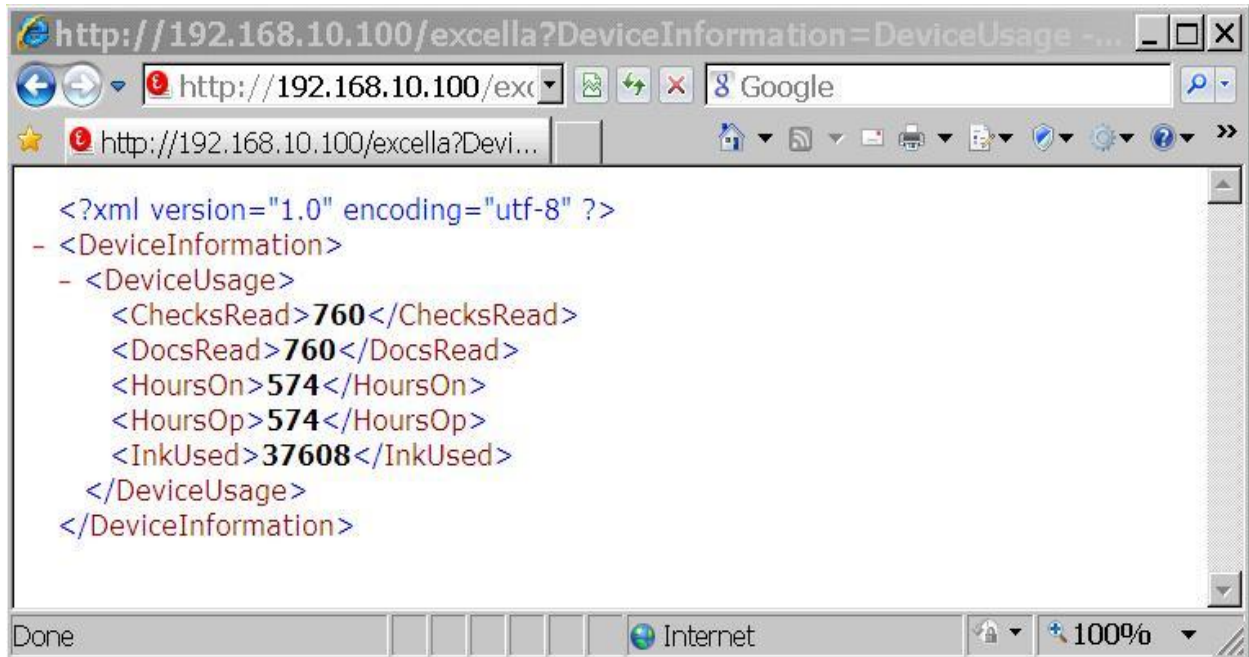 http://192.168.10.100/excella?DeviceInformation=DeviceUsage -...
http://192.168.10.100/exc
Google
http://192.168.10.100/excella?Devi...
<?xml version="1.0" encoding="utf-8" ?>
- <DeviceInformation>
- <DeviceUsage>
<ChecksRead>760</ChecksRead>
<DocsRead>760</DocsRead>
<HoursOn>574</HoursOn>
<HoursOp>574</HoursOp>
<InkUsed>37608</InkUsed>
</DeviceUsage>
</DeviceInformation>
Done Internet 100%